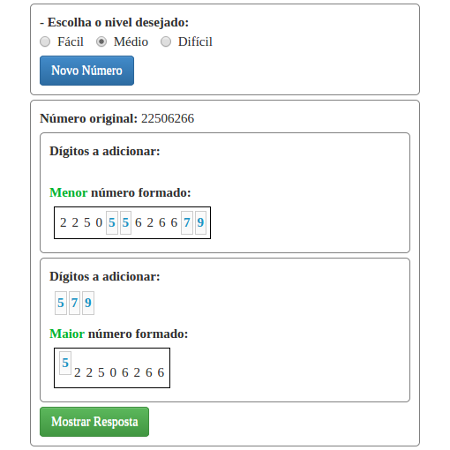 - Escolha o nivel desejado:
Fácil Médio Difícil
Novo Número
Número original: 22506266
Dígitos a adicionar:
Menor número formado:
2 2 5 0 5 5 6 2 6 6 7 9
Dígitos a adicionar:
5 7 9
Maior número formado:
5 2 2 5 0 6 2 6 6
Mostrar Resposta